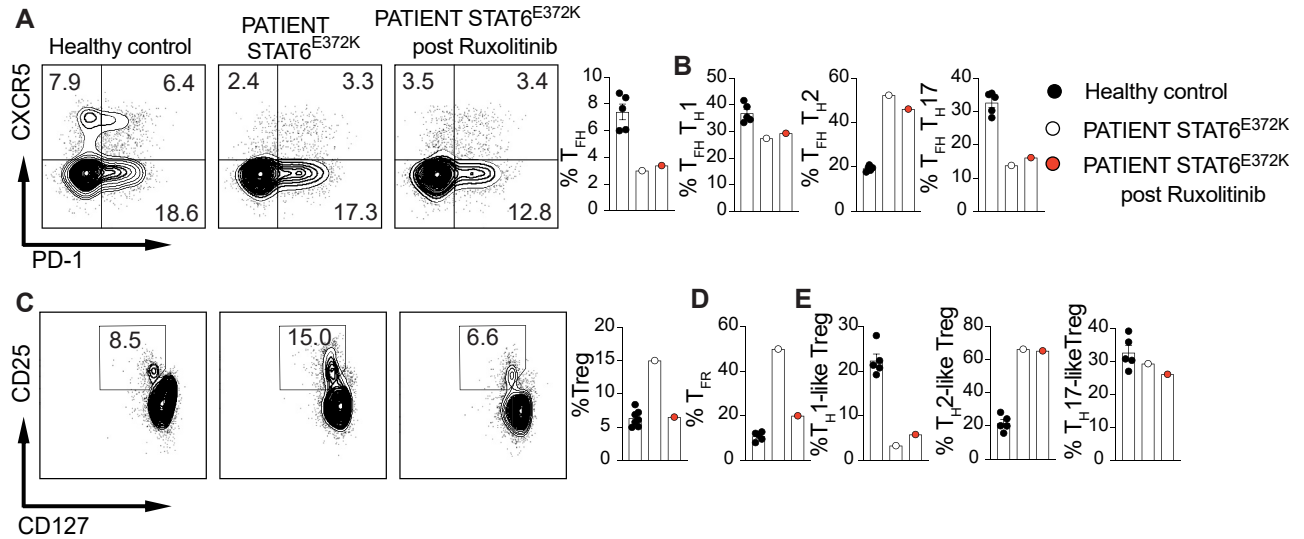 A
Healthy control
PATIENT
STAT6E372K
PATIENT STAT6E372K
post Ruxolitinib
CXCR5
7.9
6.4
18.6
2.4
3.3
17.3
3.5
3.4
12.8
PD-1
% TFH
10
8
6
4
2
0
B
% TFH TH1
50
40
30
20
10
0
% TFH TH2
60
40
20
0
% TFH TH17
40
30
20
10
0
Healthy control
PATIENT STAT6E372K
PATIENT STAT6E372K
post Ruxolitinib
C
CD25
8.5
15.0
6.6
CD127
%Treg
20
15
10
5
0
D
% TFR
60
40
20
0
E
%TH1-like Treg
30
20
10
0
% TH2-like Treg
80
60
40
20
0
% TH17-likeTreg
40
30
20
10
0